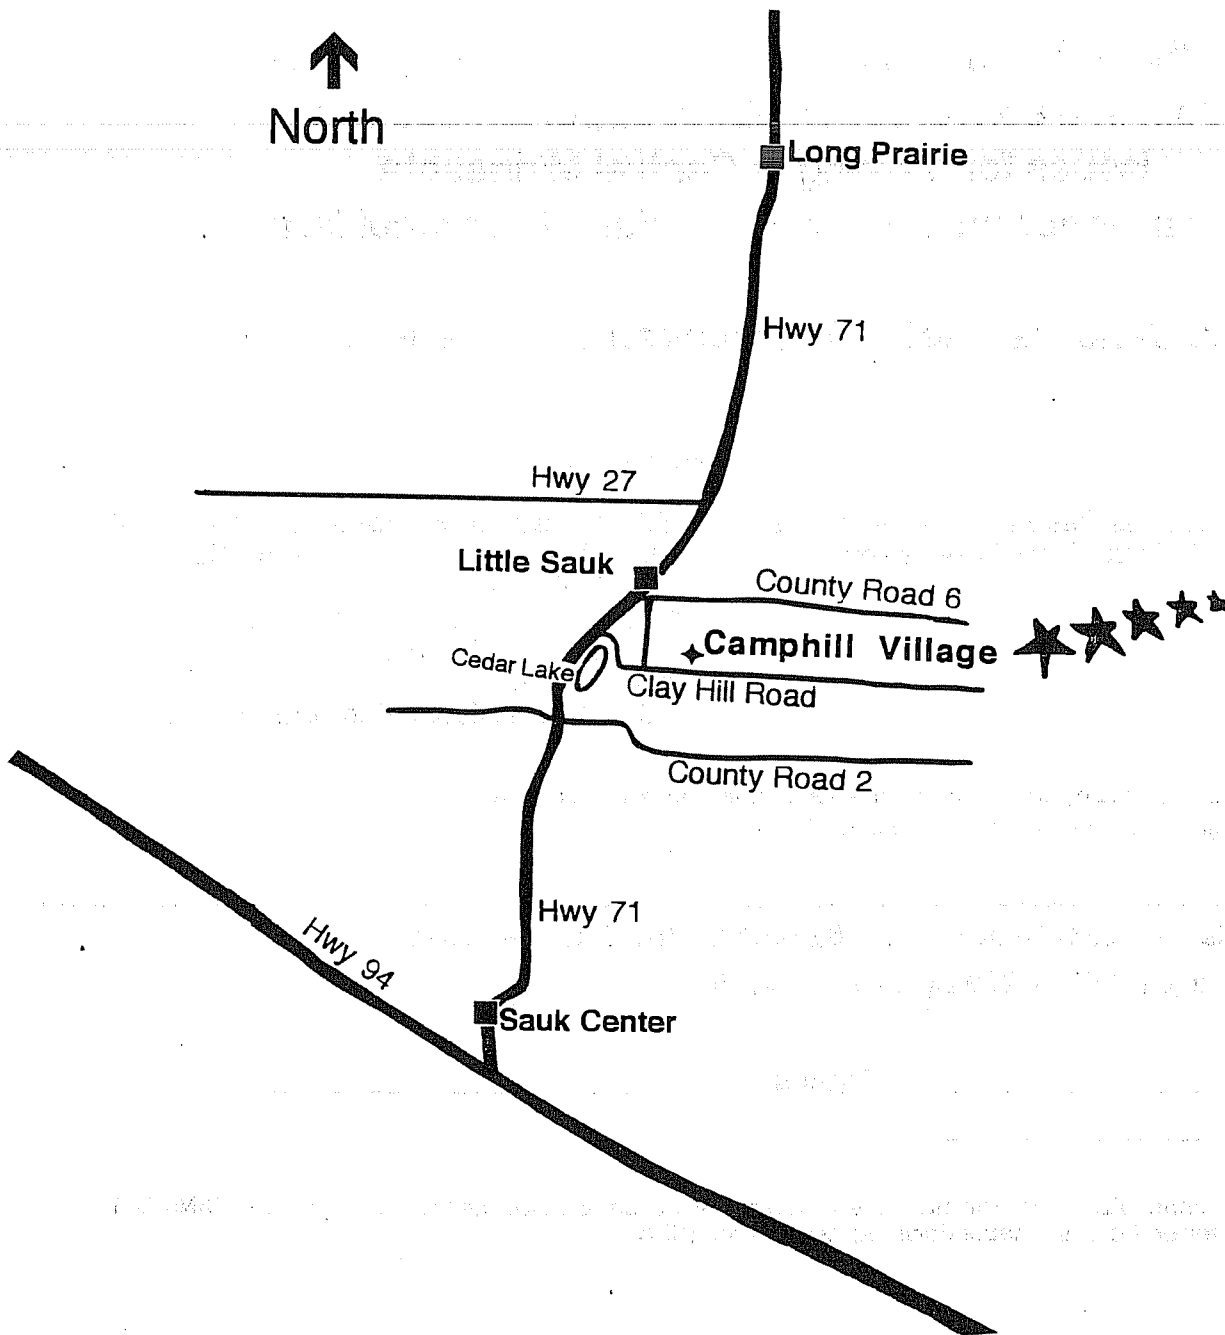 North
Long Prairie
Hwy 71
Hwy 27
Little Sauk
County Road 6
Camphill Village
Cedar Lake
Clay Hill Road
County Road 2
Hwy 71
Hwy 94
Sauk Center